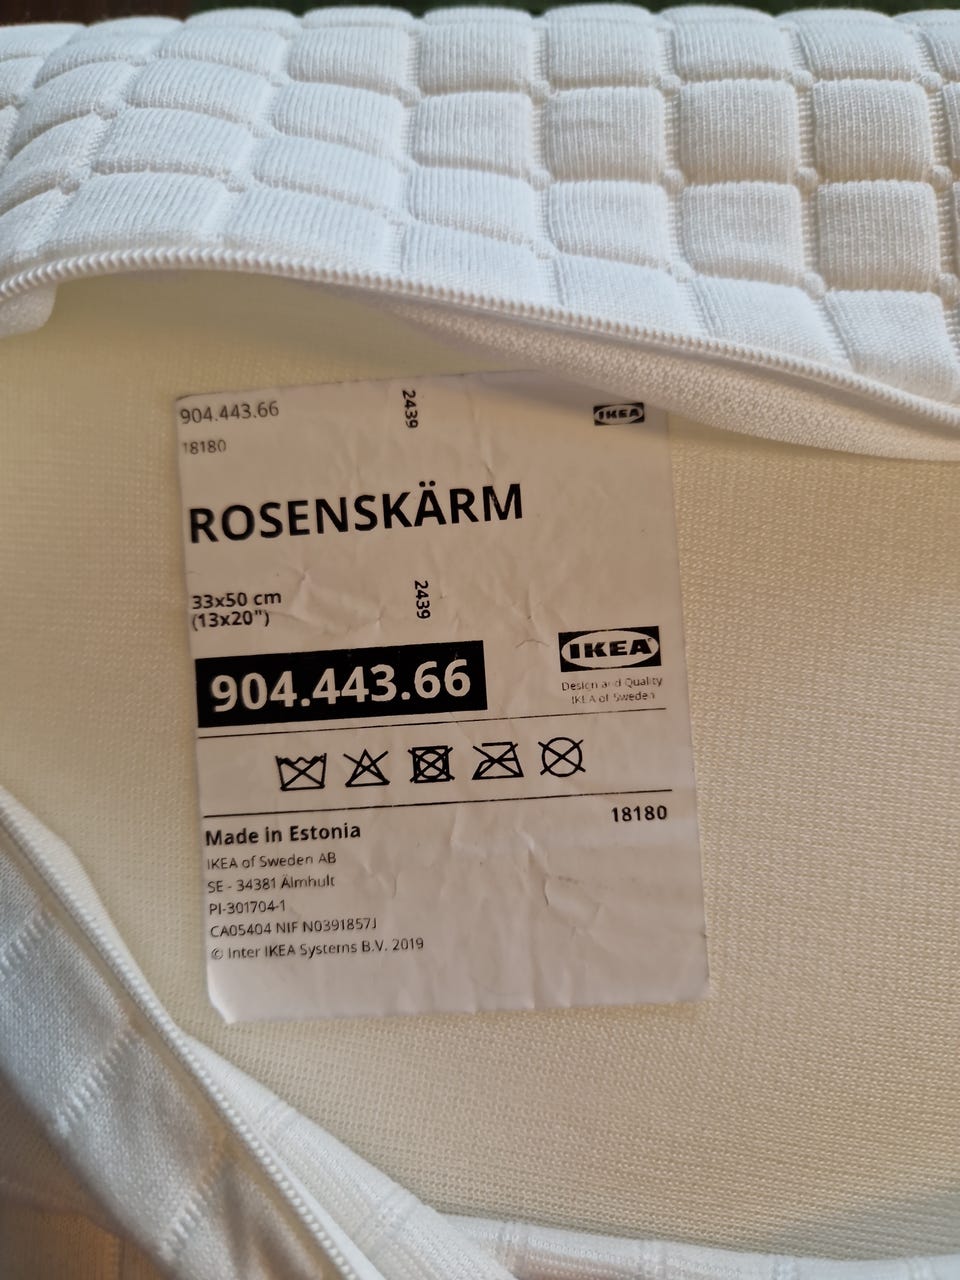 904.443.66
2439
IKEA
18180
ROSENSKÄRM
33x50 cm
(13x20")
2439
904.443.66
IKEA
Design and Quality
IKEA of Sweden
18180
Made in Estonia
IKEA of Sweden AB
SE - 34381 Älmhult
PI-301704-1
CA05404 NIF N0391857J
© Inter IKEA Systems B.V. 2019